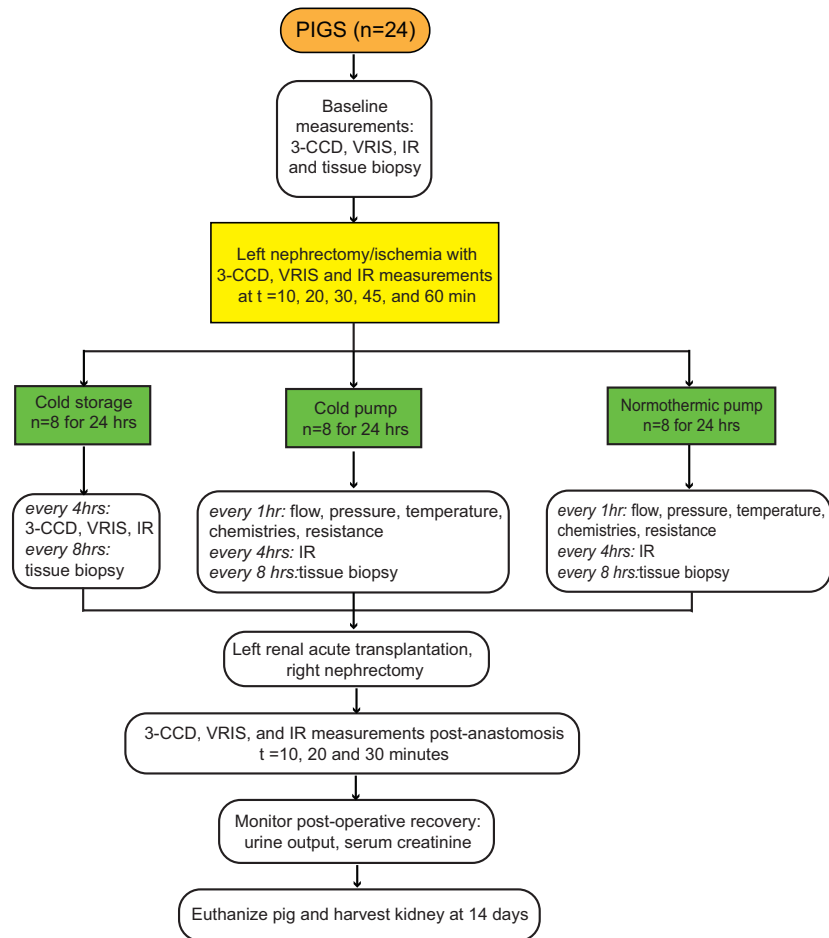 PIGS (n=24)
Baseline
measurements:
3-CCD, VRIS, IR
and tissue biopsy
Left nephrectomy/ischemia with
3-CCD, VRIS and IR measurements
at t =10, 20, 30, 45, and 60 min
Cold storage
n=8 for 24 hrs
Cold pump
n=8 for 24 hrs
Normothermic pump
n=8 for 24 hrs
every 4hrs:
3-CCD, VRIS, IR
every 8hrs:
tissue biopsy
every 1hr: flow, pressure, temperature,
chemistries, resistance
every 4hrs: IR
every 8 hrs:tissue biopsy
every 1hr: flow, pressure, temperature,
chemistries, resistance
every 4hrs: IR
every 8 hrs:tissue biopsy
Left renal acute transplantation,
right nephrectomy
3-CCD, VRIS, and IR measurements post-anastomosis
t =10, 20 and 30 minutes
Monitor post-operative recovery:
urine output, serum creatinine
Euthanize pig and harvest kidney at 14 days